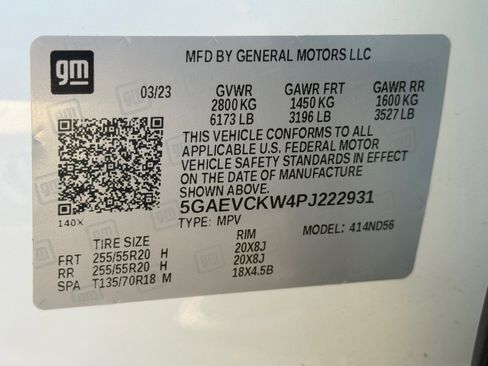 gm
MFD BY GENERAL MOTORS LLC
03/23 GVWR GAWR FRT GAWR RR
2800 KG 1450 KG 1600 KG
6173 LB 3196 LB 3527 LB
THIS VEHICLE CONFORMS TO ALL
APPLICABLE U.S. FEDERAL MOTOR
VEHICLE SAFETY STANDARDS IN EFFECT
ON THE DATE OF MANUFACTURE
SHOWN ABOVE.
5GAEVCKW4PJ222931
140X TYPE: MPV MODEL: 414ND56
TIRE SIZE RIM
FRT 255/55R20 H 20X8J
RR 255/55R20 H 20X8J
SPA T135/70R18 M 18X4.5B